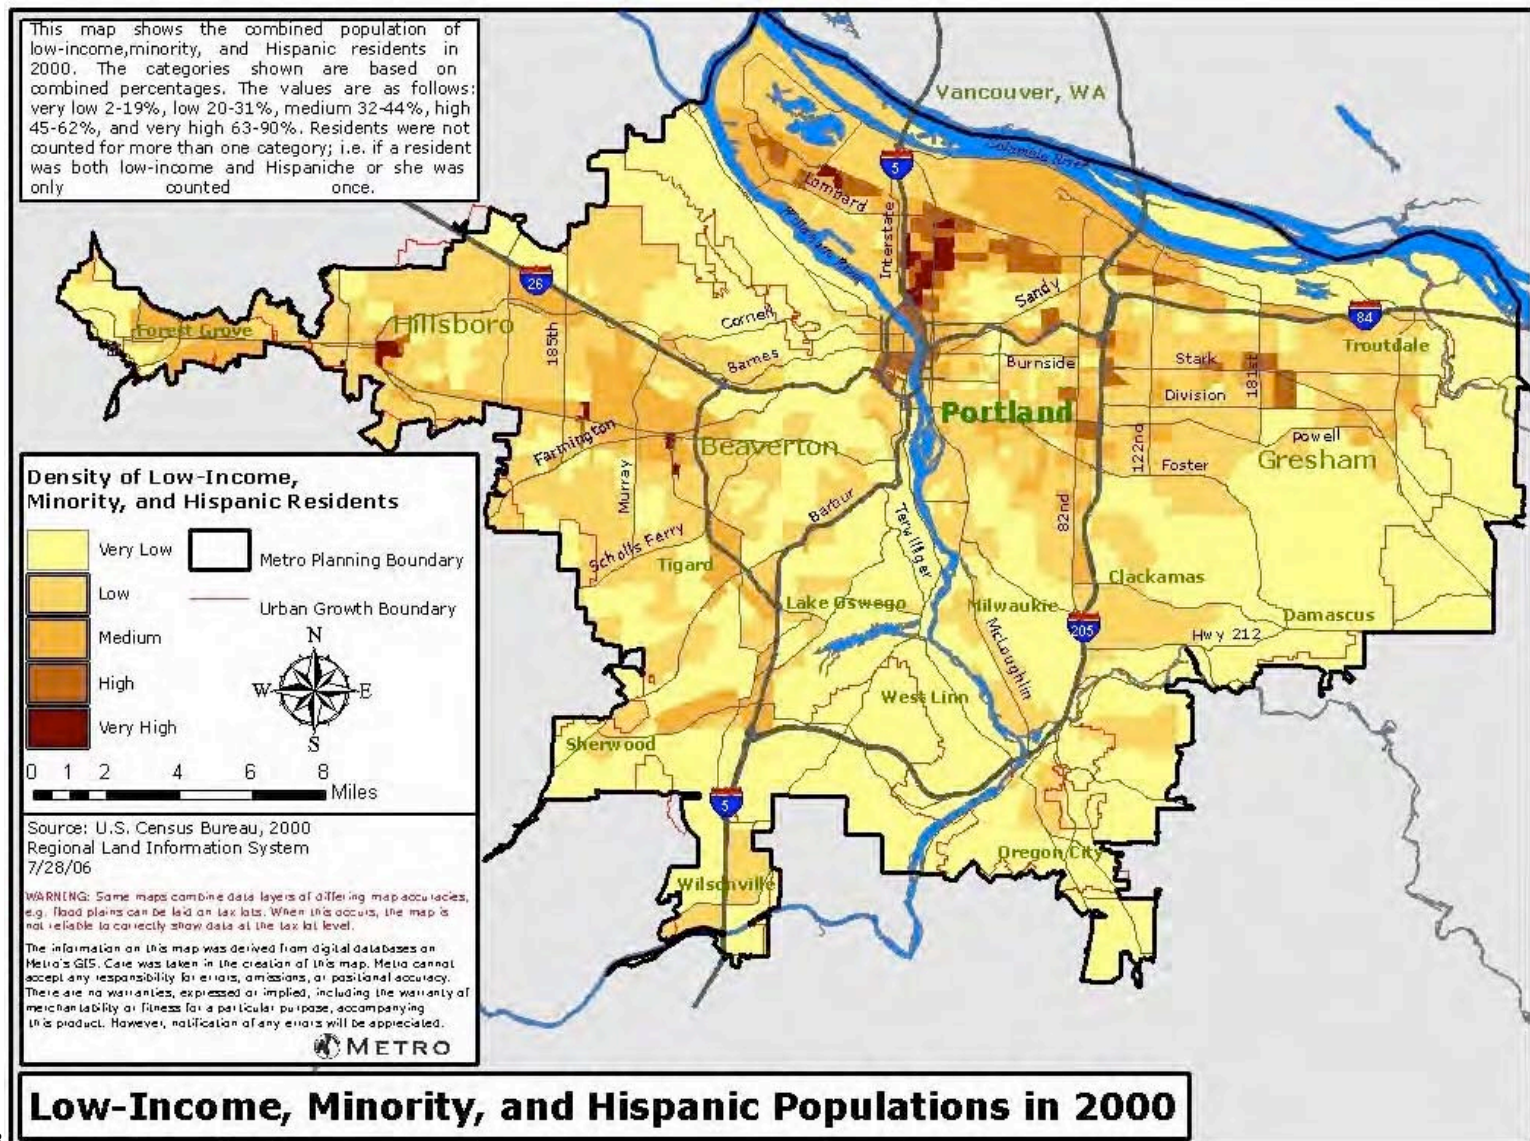 This map shows the combined population of
low-income,minority, and Hispanic residents in
2000. The categories shown are based on
combined percentages. The values are as follows:
very low 2-19%, low 20-31%, medium 32-44%, high
45-62%, and very high 63-90%. Residents were not
counted for more than one category; i.e. if a resident
was both low-income and Hispaniche or she was
only counted once.
Vancouver, WA
Columbia River
5
Lombard
Willamette River
Interstate
26
Sandy
84
Forest Grove
Hillsboro
185th
Cornell
Barnes
Burnside
Stark
181st
Troutdale
Division
Portland
Farmington
Beaverton
122nd
Powell
Foster
Gresham
Murray
Barbur
Terwilliger
82nd
Scholls Ferry
Tigard
Clackamas
Lake Oswego
Milwaukie
Damascus
McLoughlin
205
Hwy 212
West Linn
Sherwood
5
Oregon City
Wilsonville
Density of Low-Income,
Minority, and Hispanic Residents
Very Low
Metro Planning Boundary
Low
Urban Growth Boundary
Medium
High
Very High
N
W E
S
0 1 2 4 6 8
Miles
Source: U.S. Census Bureau, 2000
Regional Land Information System
7/28/06
WARNING: Some maps combine data layers of differing map accuracies,
e.g. flood plains can be laid on tax lots. When this occurs, the map is
not reliable to correctly show data at the tax lot level.
The information on this map was derived from digital databases on
Metro's GIS. Care was taken in the creation of this map. Metro cannot
accept any responsibility for errors, omissions, or positional accuracy.
There are no warranties, expressed or implied, including the warranty of
merchantability or fitness for a particular purpose, accompanying
this product. However, notification of any errors will be appreciated.
METRO
Low-Income, Minority, and Hispanic Populations in 2000